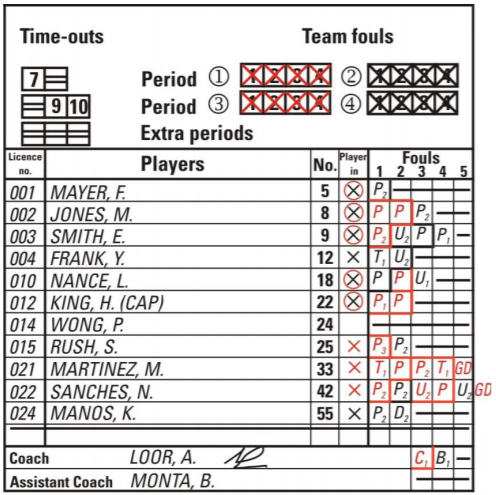 Time-outs Team fouls
7 Period ① 1 2 3 4 ② 1 2 3 4
9 10 Period ③ 1 2 3 4 ④ 1 2 3 4
Extra periods
Licence no. Players No. Player in Fouls 1 2 3 4 5
001 MAYER, F. 5 X P2
002 JONES, M. 8 X P P P2
003 SMITH, E. 9 X P2 U2 P P1
004 FRANK, Y. 12 X T1 U2
010 NANCE, L. 18 X P P U1
012 KING, H. (CAP) 22 X P1 P
014 WONG, P. 24
015 RUSH, S. 25 X P3 P2
021 MARTINEZ, M. 33 X T1 P P2 T1 GD
022 SANCHES, N. 42 X P2 P2 U2 P U2 GD
024 MANOS, K. 55 X P2 D2
Coach LOOR, A. C1 B1
Assistant Coach MONTA, B.